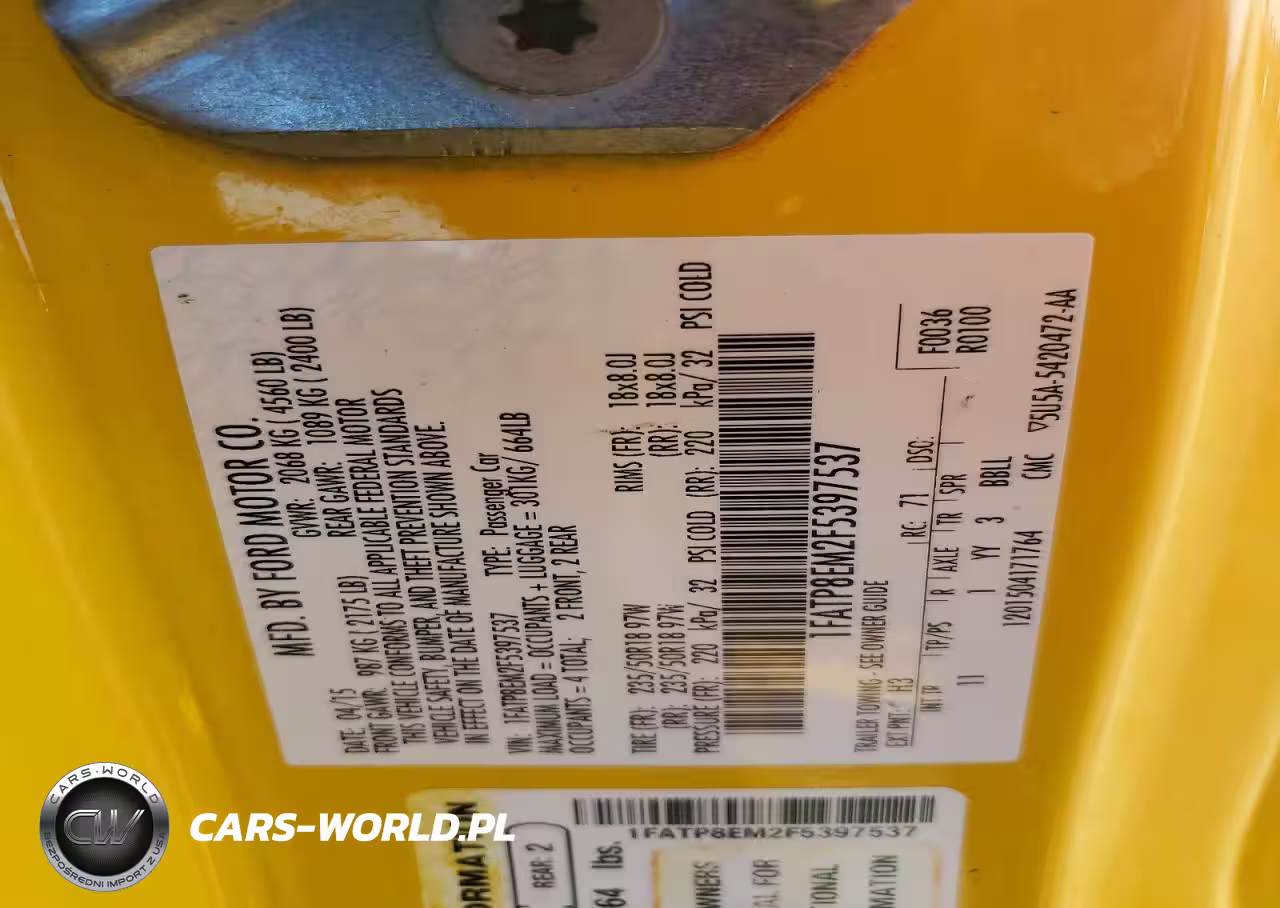 MFD. BY FORD MOTOR CO.
DATE: 04/15 GVWR: 2068 KG ( 4560 LB)
FRONT GAWR: 987 KG ( 2175 LB) REAR GAWR: 1089 KG ( 2400 LB)
THIS VEHICLE CONFORMS TO ALL APPLICABLE FEDERAL MOTOR
VEHICLE SAFETY, BUMPER, AND THEFT PREVENTION STANDARDS
IN EFFECT ON THE DATE OF MANUFACTURE SHOWN ABOVE.
VIN: 1FATP8EM2F5397537 TYPE: Passenger Car
MAXIMUM LOAD = OCCUPANTS + LUGGAGE = 301KG/ 664LB
OCCUPANTS = 4 TOTAL; 2 FRONT, 2 REAR
TIRE (FR): 235/50R18 97W RIMS (FR): 18x8.0J
(RR): 235/50R18 97W (RR): 18x8.0J
PRESSURE (FR): 220 kPa/ 32 PSI COLD (RR): 220 kPa/ 32 PSI COLD
1FATP8EM2F5397537
TRAILER TOWING - SEE OWNER GUIDE
EXT PNT: H3 RC: 71 DSO: F0036
INT TR TP/PS R AXLE TR SPR R0100
11 1 YY 3 BBLL
1201504171764 CMC ▽5U5A-5420472-AA
1FATP8EM2F5397537
ORMATION
REAR: 2
64 lbs.
WNERS
AL FOR
IONAL
MATION
CARS-WORLD
CW
BEZPOŚREDNI IMPORT Z USA
CARS-WORLD.PL